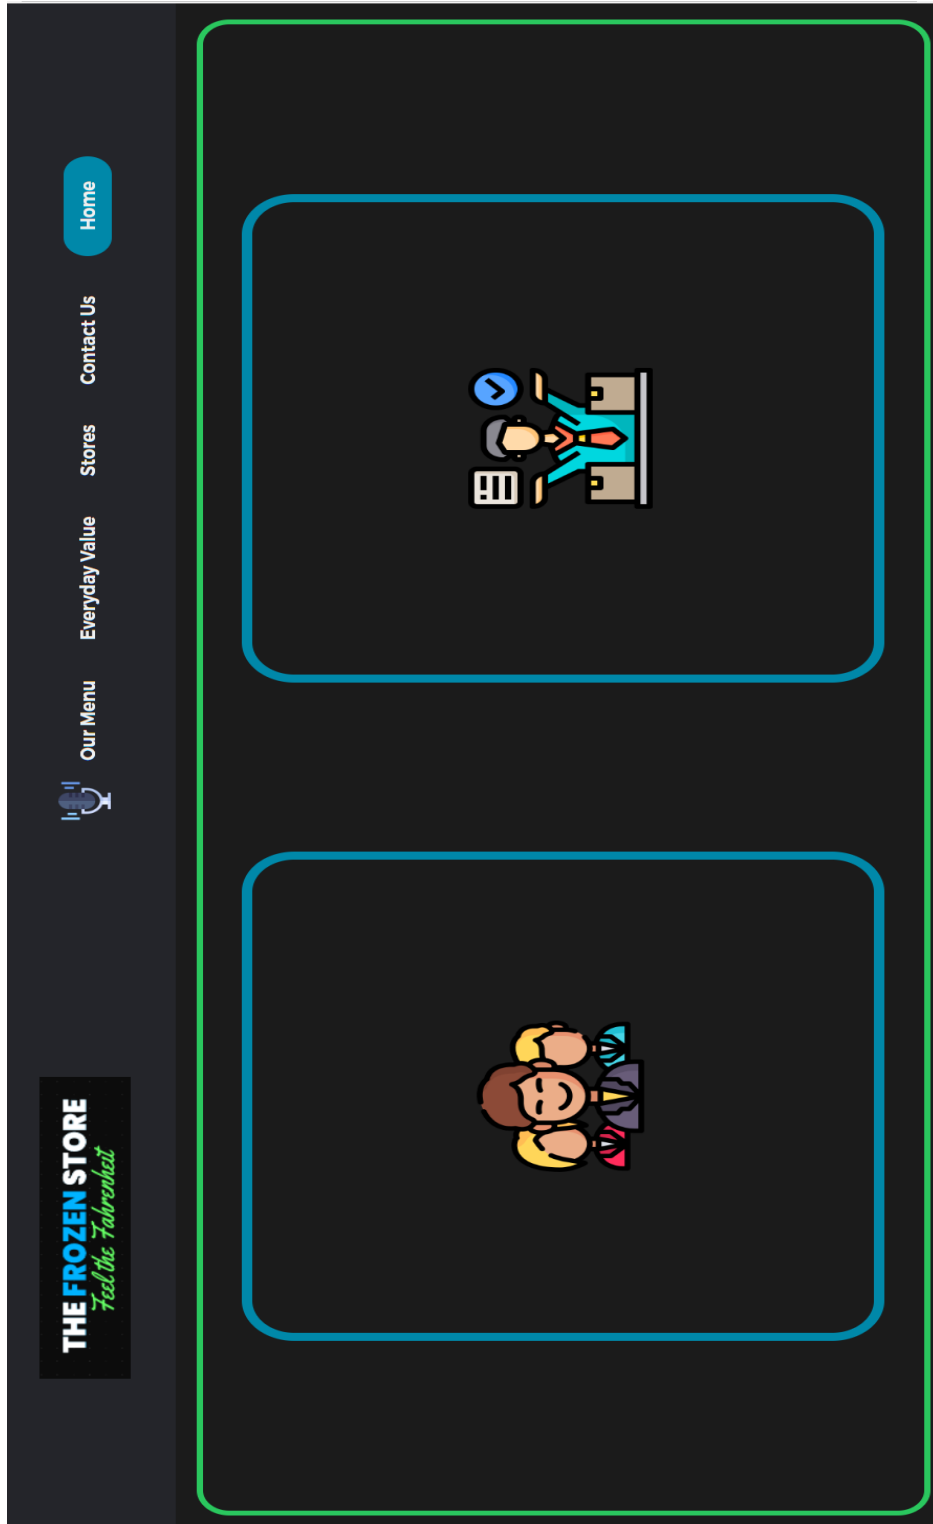 THE FROZEN STORE
Feel the Fahrenheit
Our Menu
Everyday Value
Stores
Contact Us
Home